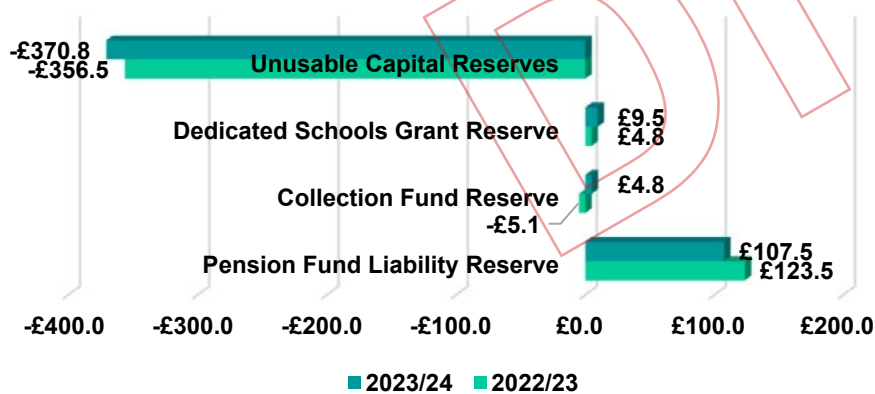 -£370.8
-£356.5
Unusable Capital Reserves
£9.5
Dedicated Schools Grant Reserve
£4.8
£4.8
Collection Fund Reserve
-£5.1
£107.5
Pension Fund Liability Reserve
£123.5
-£400.0 -£300.0 -£200.0 -£100.0 £0.0 £100.0 £200.0
2023/24 2022/23